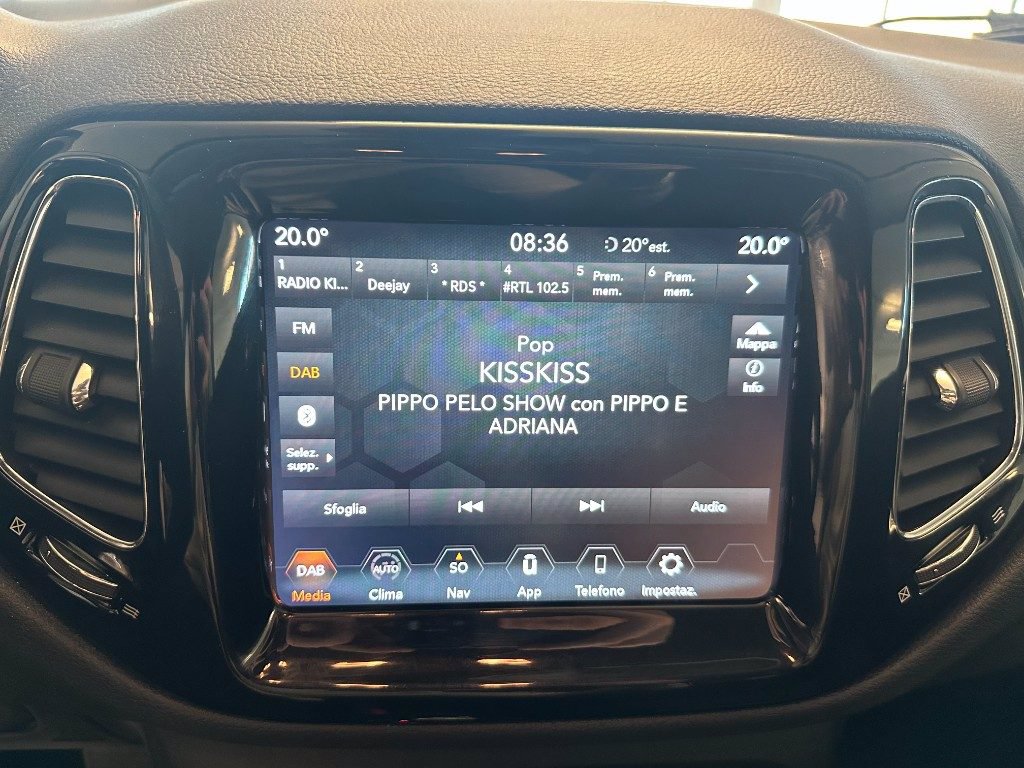 20.0°
08:36
20° est.
20.0°
1
RADIO KI...
2
Deejay
3
* RDS *
4
#RTL 102.5
5 Prem.
mem.
6 Prem.
mem.
FM
DAB
Selez.
supp.
Pop
KISSKISS
PIPPO PELO SHOW con PIPPO E
ADRIANA
Mappa
Info
Sfoglia
Audio
DAB
Media
AUTO
Clima
SO
Nav
App
Telefono
Impostaz.